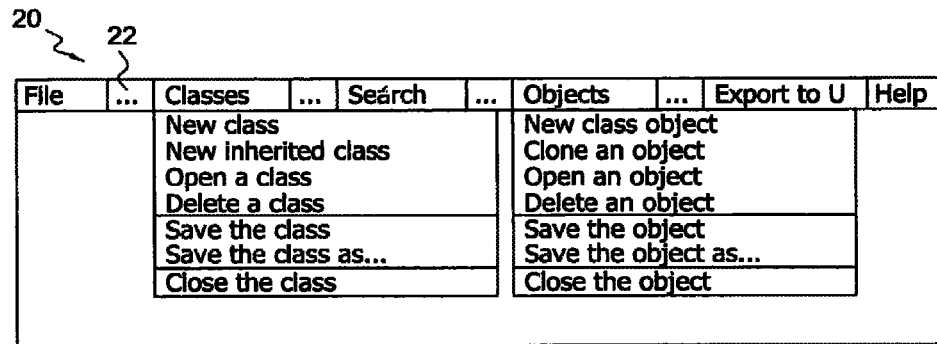 20
22
File ... Classes ... Search ... Objects ... Export to U Help
New class
New inherited class
Open a class
Delete a class
Save the class
Save the class as...
Close the class
New class object
Clone an object
Open an object
Delete an object
Save the object
Save the object as...
Close the object